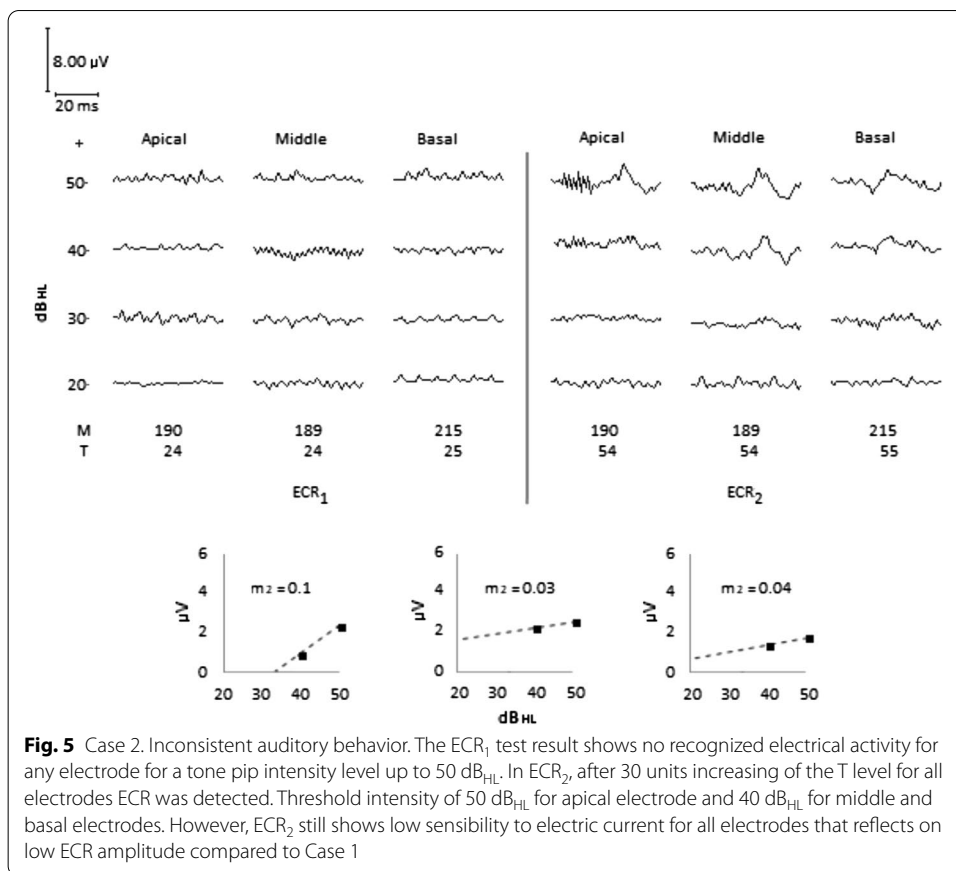 8.00 µV
20 ms
+ Apical Middle Basal Apical Middle Basal
50-
40-
dB HL
30-
20-
M 190 189 215 190 189 215
T 24 24 25 54 54 55
ECR1 ECR2
6 6 6
m2 = 0.1 m2 = 0.03 m2 = 0.04
4 4 4
µV µV µV
2 2 2
0 0 0
20 30 40 50 20 30 40 50 20 30 40 50
dB HL
Fig. 5 Case 2. Inconsistent auditory behavior. The ECR1 test result shows no recognized electrical activity for
any electrode for a tone pip intensity level up to 50 dBHL. In ECR2, after 30 units increasing of the T level for all
electrodes ECR was detected. Threshold intensity of 50 dBHL for apical electrode and 40 dBHL for middle and
basal electrodes. However, ECR2 still shows low sensibility to electric current for all electrodes that reflects on
low ECR amplitude compared to Case 1